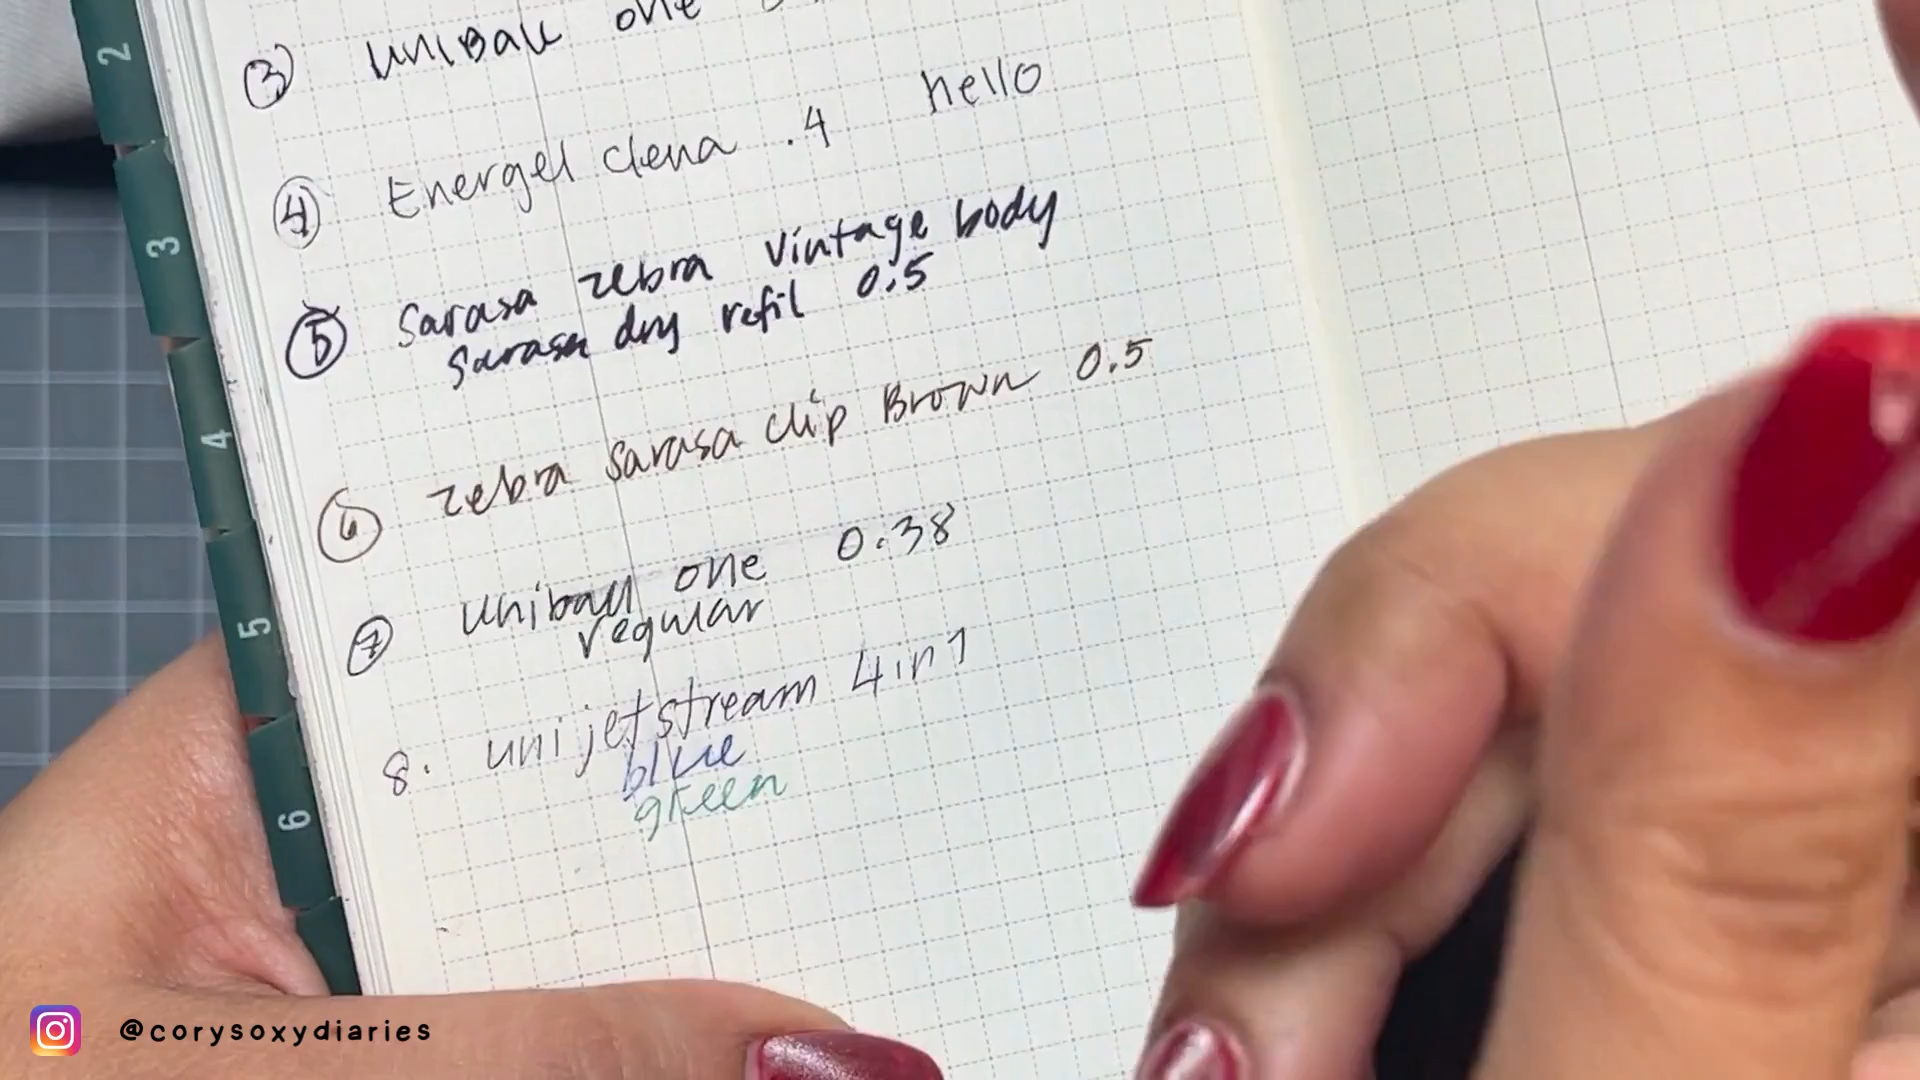 2
3
4
5
6
③ uniBall one
④ Energel clena .4 hello
⑤ Sarasa zebra vintage body
Sarasa dry refil 0.5
⑥ zebra sarasa clip Brown 0.5
⑦ uniball one 0.38
regular
8. uni jetstream 4in1
blue
green
@corysoxydiaries